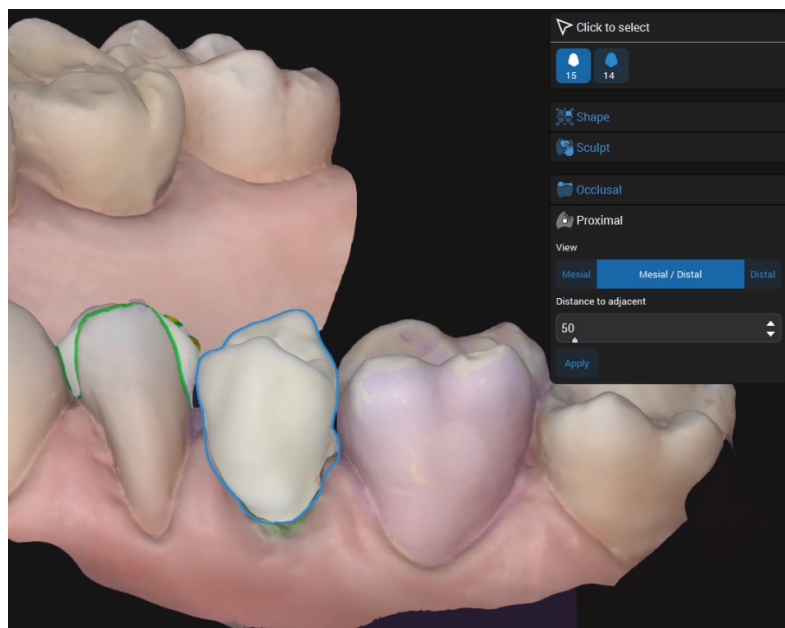 Click to select
15 14
Shape
Sculpt
Occlusal
Proximal
View
Mesial Mesial / Distal Distal
Distance to adjacent
50
Apply